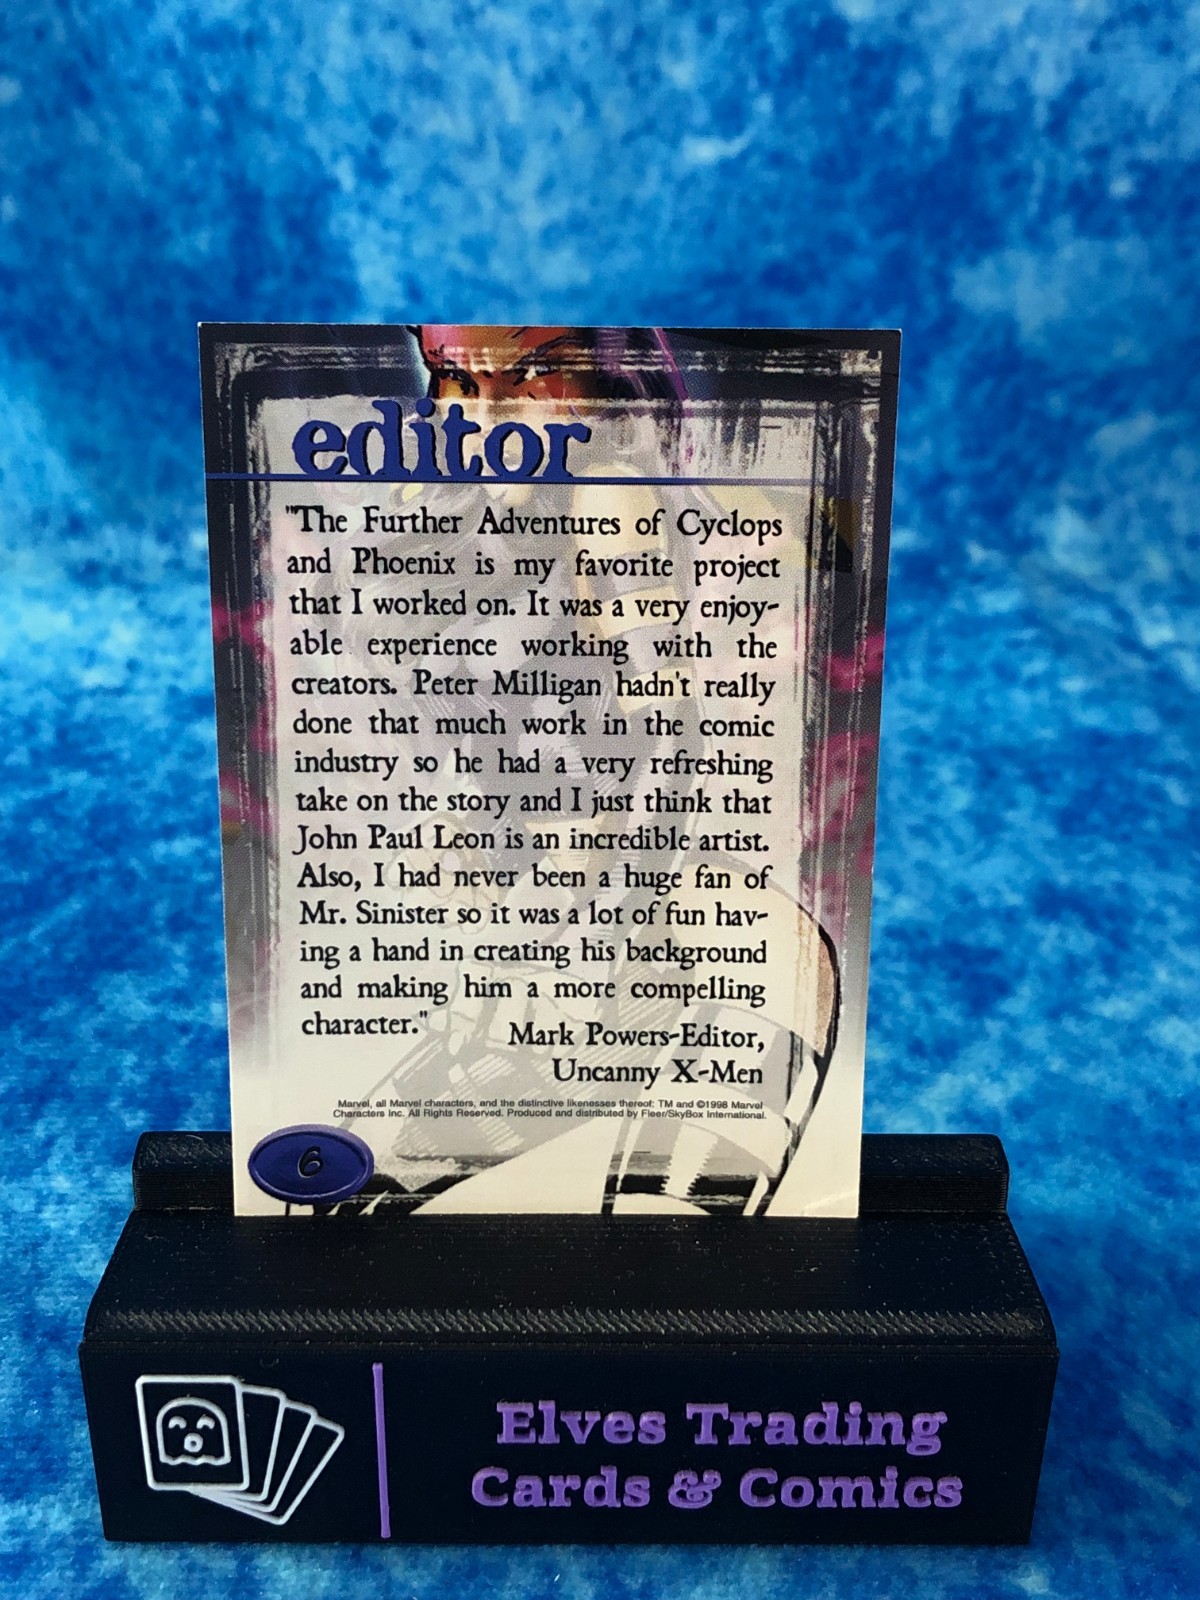 editor
"The Further Adventures of Cyclops
and Phoenix is my favorite project
that I worked on. It was a very enjoy-
able experience working with the
creators. Peter Milligan hadn't really
done that much work in the comic
industry so he had a very refreshing
take on the story and I just think that
John Paul Leon is an incredible artist.
Also, I had never been a huge fan of
Mr. Sinister so it was a lot of fun hav-
ing a hand in creating his background
and making him a more compelling
character."
Mark Powers-Editor,
Uncanny X-Men
Marvel, all Marvel characters, and the distinctive likenesses thereof: TM and ©1998 Marvel
Characters Inc. All Rights Reserved. Produced and distributed by Fleer/SkyBox International.
6
Elves Trading
Cards & Comics